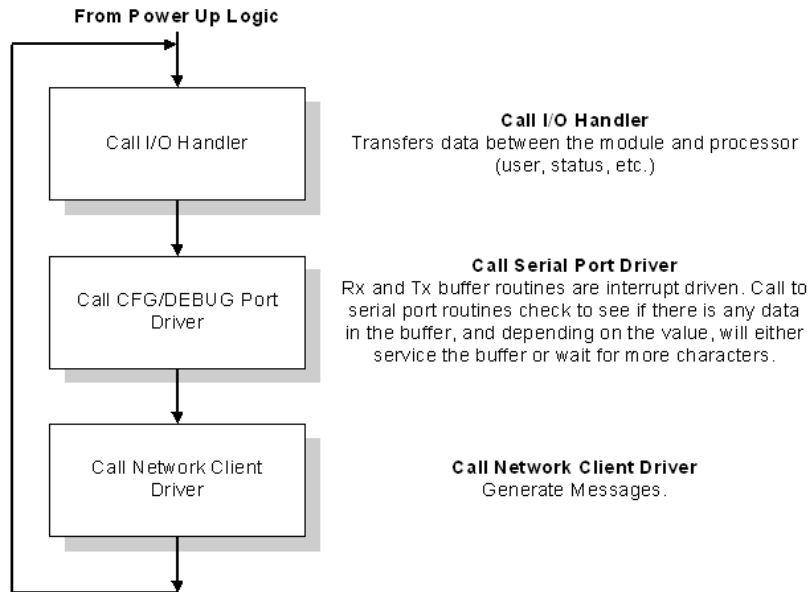 From Power Up Logic
Call I/O Handler
Call I/O Handler
Transfers data between the module and processor
(user, status, etc.)
Call CFG/DEBUG Port
Driver
Call Serial Port Driver
Rx and Tx buffer routines are interrupt driven. Call to
serial port routines check to see if there is any data
in the buffer, and depending on the value, will either
service the buffer or wait for more characters.
Call Network Client
Driver
Call Network Client Driver
Generate Messages.